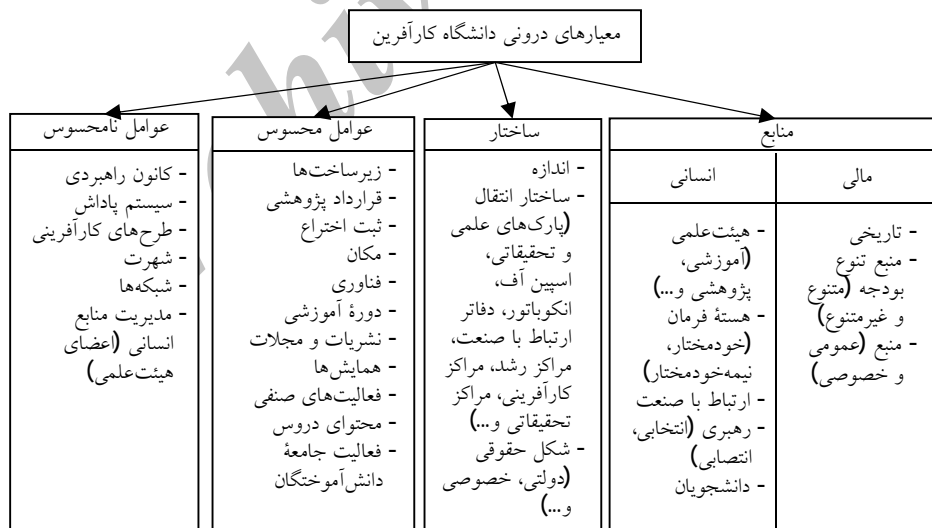 معیارهای درونی دانشگاه کارآفرین
منابع
مالی
- تاریخی
- منبع تنوع
بودجه (متنوع
و غیرمتنوع)
- منبع (عمومی
و خصوصی)
انسانی
- هیئت‌علمی
(آموزشی،
پژوهشی و...)
- هستۀ فرمان
(خودمختار،
نیمه‌خودمختار)
- ارتباط با صنعت
- رهبری (انتخابی،
انتصابی)
- دانشجویان
ساختار
- اندازه
- ساختار انتقال
(پارک‌های علمی
و تحقیقاتی،
اسپین آف،
انکوباتور، دفاتر
ارتباط با صنعت،
مراکز رشد، مراکز
کارآفرینی، مراکز
تحقیقاتی و...)
- شکل حقوقی
(دولتی، خصوصی
و...)
عوامل محسوس
- زیرساخت‌ها
- قرارداد پژوهشی
- ثبت اختراع
- مکان
- فناوری
- دورۀ آموزشی
- نشریات و مجلات
- همایش‌ها
- فعالیت‌های صنفی
- محتوای دروس
- فعالیت جامعۀ
دانش‌آموختگان
عوامل نامحسوس
- کانون راهبردی
- سیستم پاداش
- طرح‌های کارآفرینی
- شهرت
- شبکه‌ها
- مدیریت منابع
انسانی (اعضای
هیئت‌علمی)